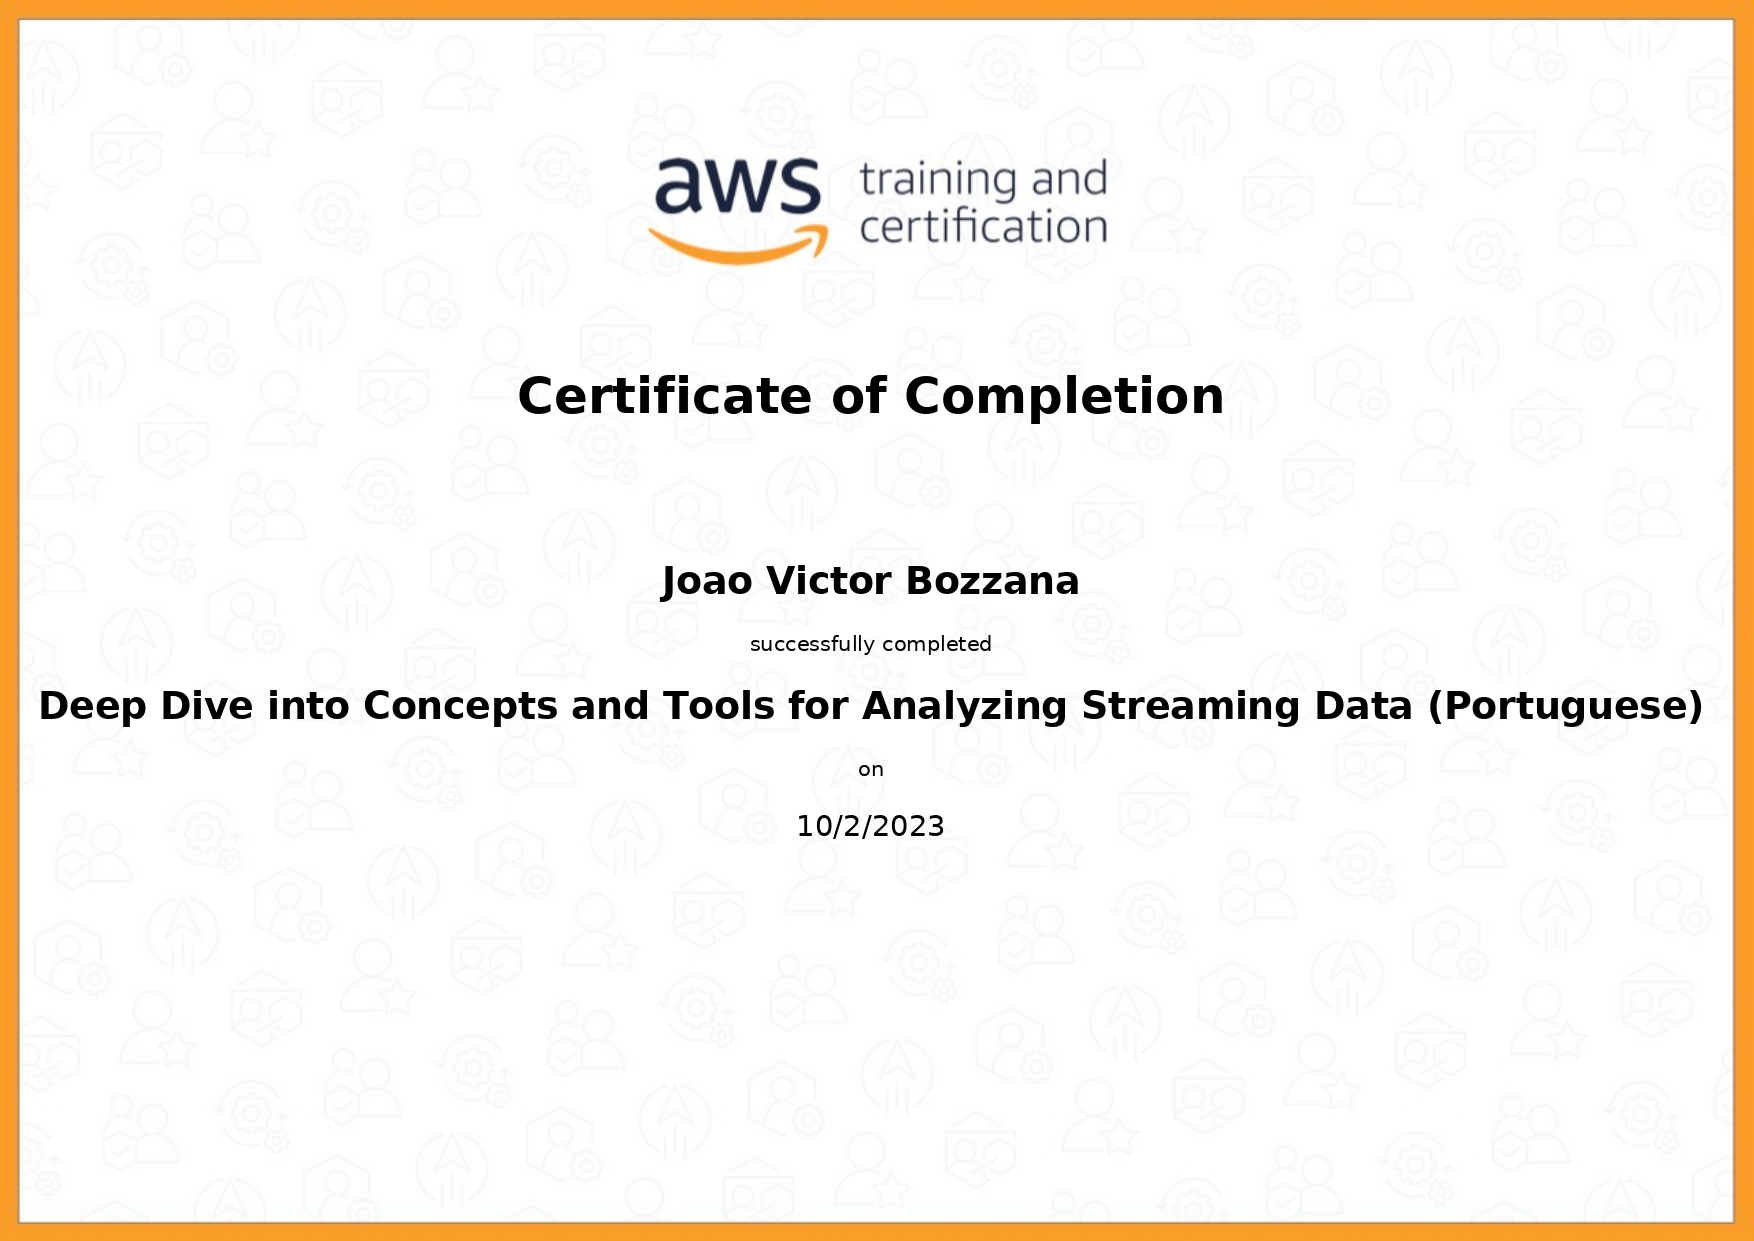 aws training and
certification
Certificate of Completion
Joao Victor Bozzana
successfully completed
Deep Dive into Concepts and Tools for Analyzing Streaming Data (Portuguese)
on
10/2/2023